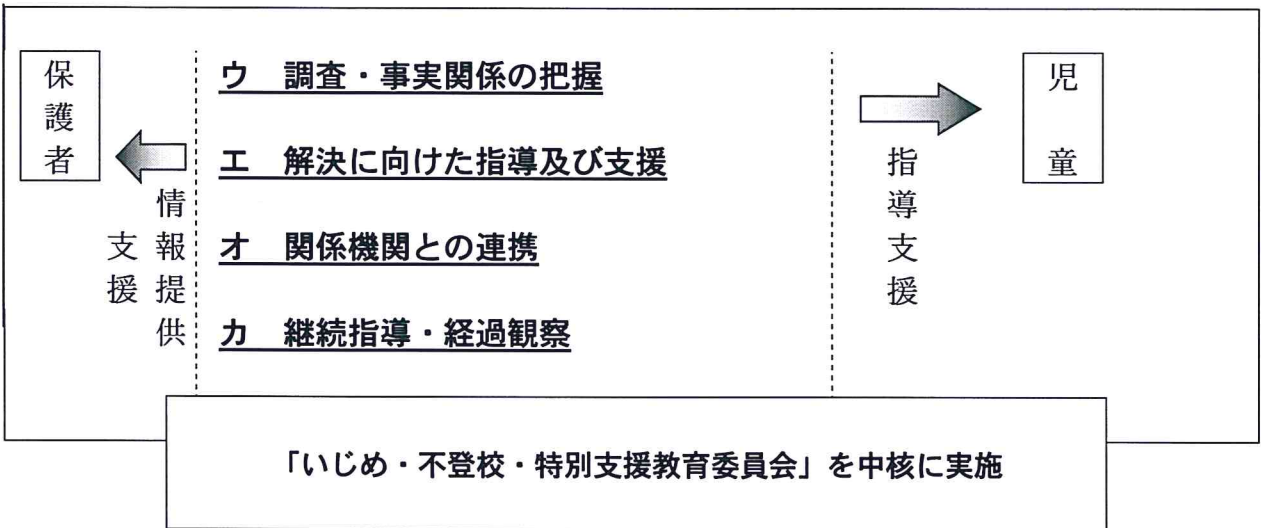 保護者
情報提供
支援
ウ 調査・事実関係の把握
エ 解決に向けた指導及び支援
オ 関係機関との連携
カ 継続指導・経過観察
指導支援
児童
「いじめ・不登校・特別支援教育委員会」を中核に実施